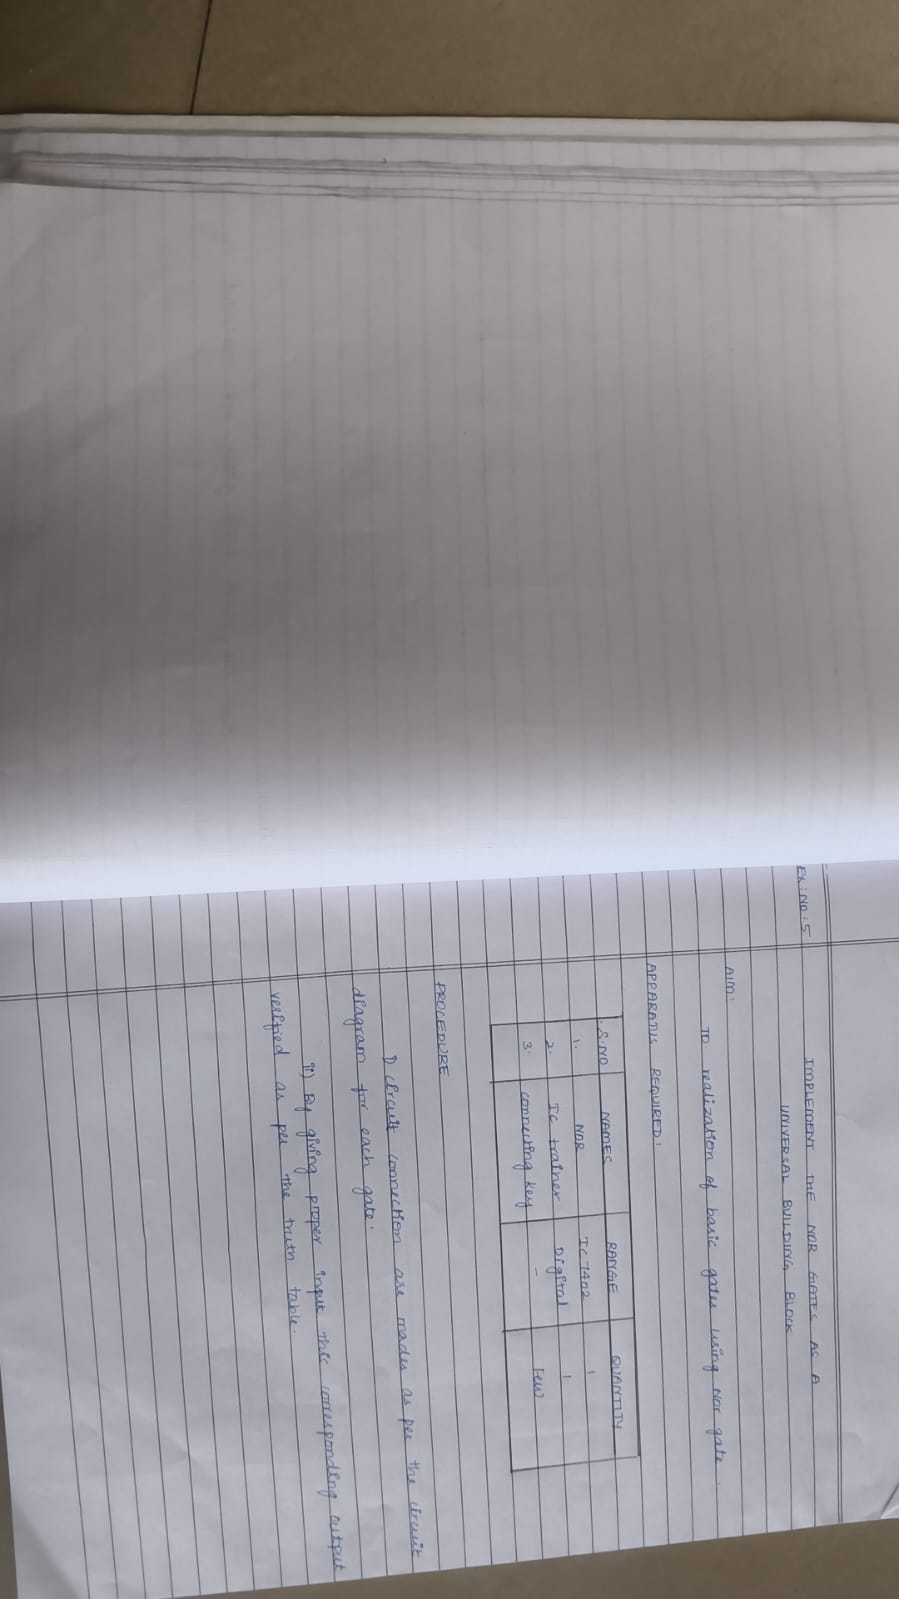 Ex:No:5
IMPLEMENT THE NOR GATES AS A
UNIVERSAL BUILDING BLOCK
AIM:
To realization of basic gates using Nor gate.
APPARATUS REQUIRED:
S.NO NAMES RANGE QUANTITY
1. NOR Ic 7402 1
2. Ic trainer Digital 1
3. connecting key - Few
PROCEDURE
i) circuit connection are mades as per the circuit
diagram for each gate.
ii) By giving proper input this corresponding output
verified as per the truth table.